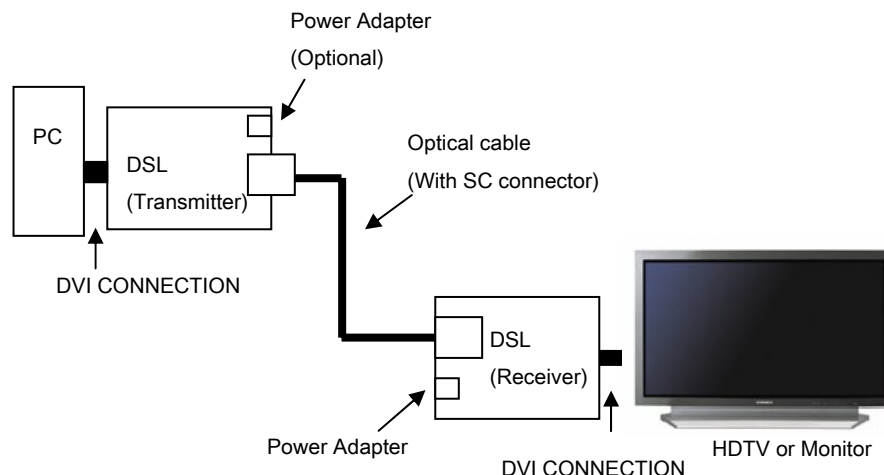 Power Adapter
(Optional)
PC
DSL
(Transmitter)
Optical cable
(With SC connector)
DVI CONNECTION
DSL
(Receiver)
Power Adapter
HDTV or Monitor
DVI CONNECTION